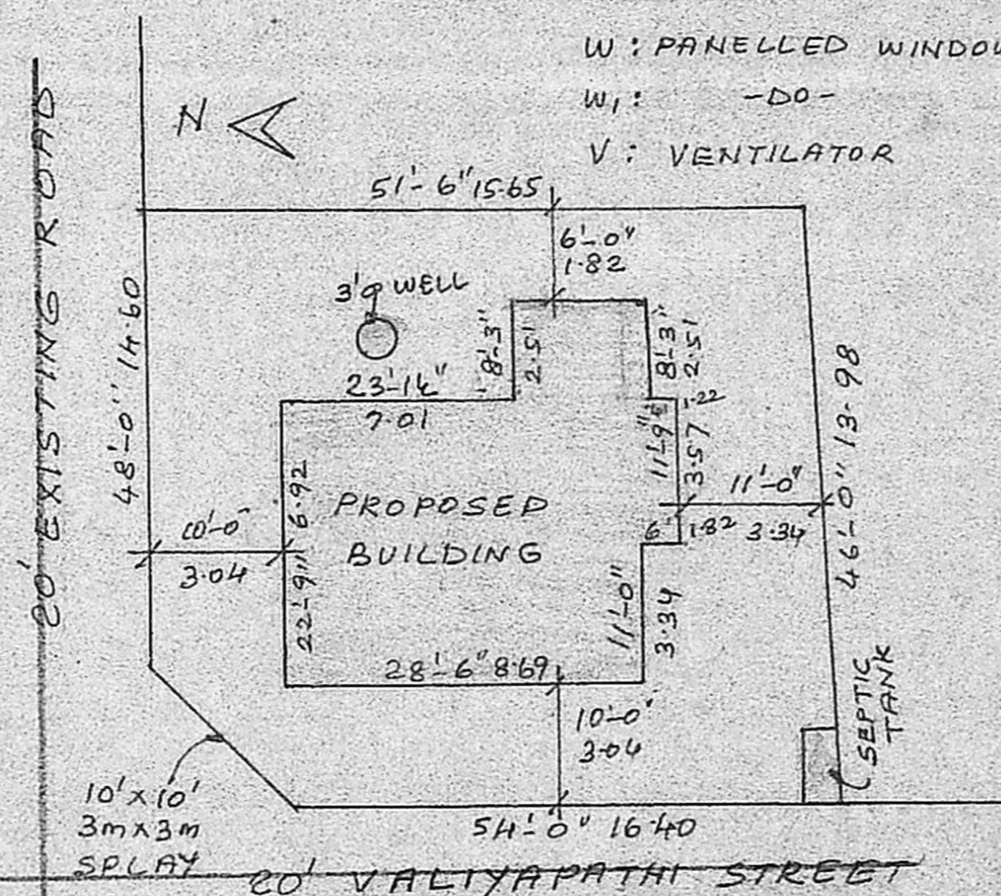 W : PANELLED WINDOW
W1 : -DO-
V : VENTILATOR
N
51'-6" 15.65
6'-0"
1.82
3'φ WELL
8'-3"
2.51
8'-3"
2.51
23'-1½"
7.01
1.22
11'-9"
3.57
48'-0" 14.60
20' EXISTING ROAD
46'-0" 13.98
11'-0"
3.34
6'
1.82
PROPOSED
BUILDING
10'-0"
3.04
22'-9" 6.92
11'-0"
3.34
28'-6" 8.69
10'-0"
3.04
SEPTIC
TANK
10' x 10'
3m x 3m
SPLAY
54'-0" 16.40
20' VALIYAPATHI STREET